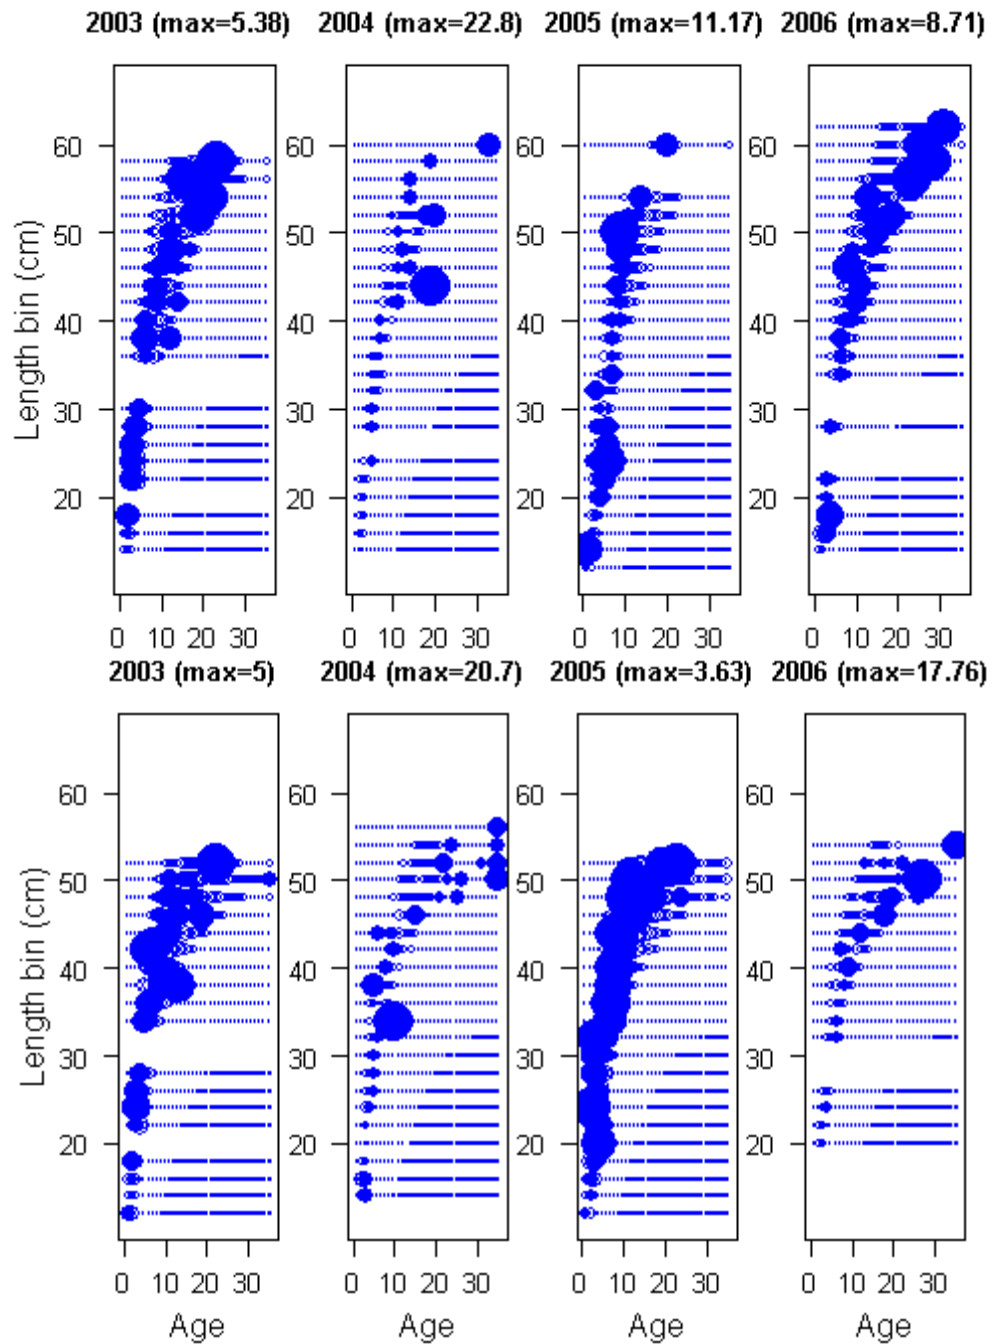 2003 (max=5.38) 2004 (max=22.8) 2005 (max=11.17) 2006 (max=8.71)
Length bin (cm)
60 60 60 60
50 50 50 50
40 40 40 40
30 30 30 30
20 20 20 20
0 10 20 30 0 10 20 30 0 10 20 30 0 10 20 30
2003 (max=5) 2004 (max=20.7) 2005 (max=3.63) 2006 (max=17.76)
Length bin (cm)
60 60 60 60
50 50 50 50
40 40 40 40
30 30 30 30
20 20 20 20
0 10 20 30 0 10 20 30 0 10 20 30 0 10 20 30
Age Age Age Age